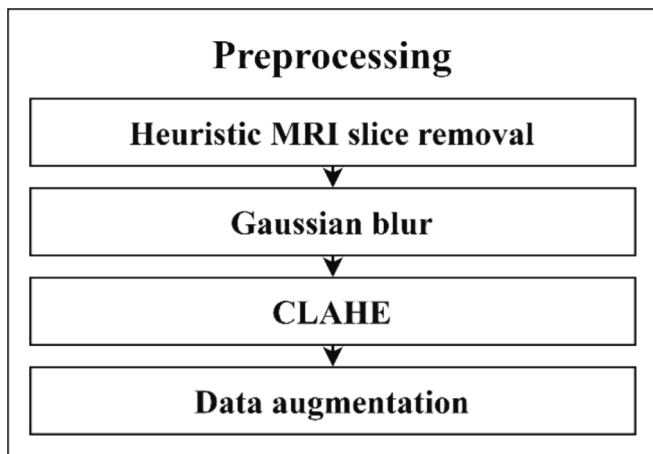 Preprocessing
Heuristic MRI slice removal
Gaussian blur
CLAHE
Data augmentation